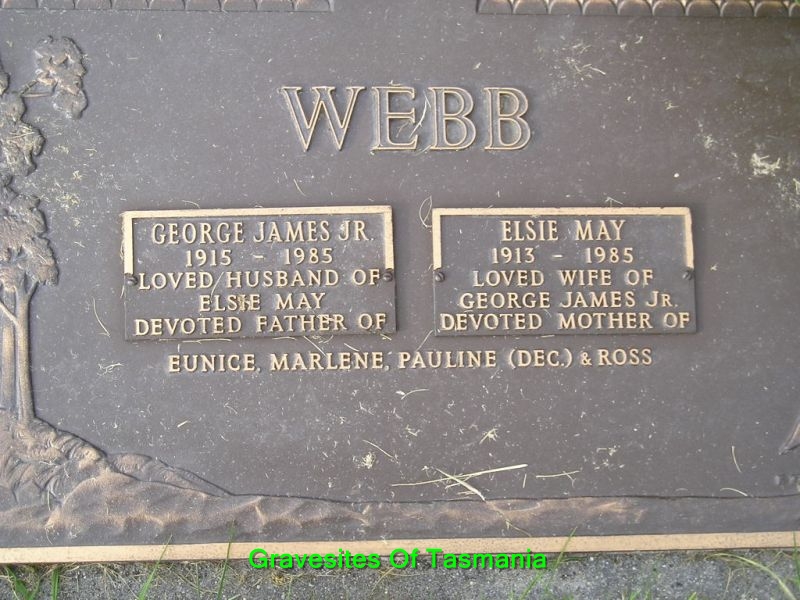 WEBB
GEORGE JAMES JR.
1915 - 1985
LOVED HUSBAND OF
ELSIE MAY
DEVOTED FATHER OF
ELSIE MAY
1913 - 1985
LOVED WIFE OF
GEORGE JAMES JR.
DEVOTED MOTHER OF
EUNICE, MARLENE, PAULINE (DEC.) & ROSS
Gravesites Of Tasmania